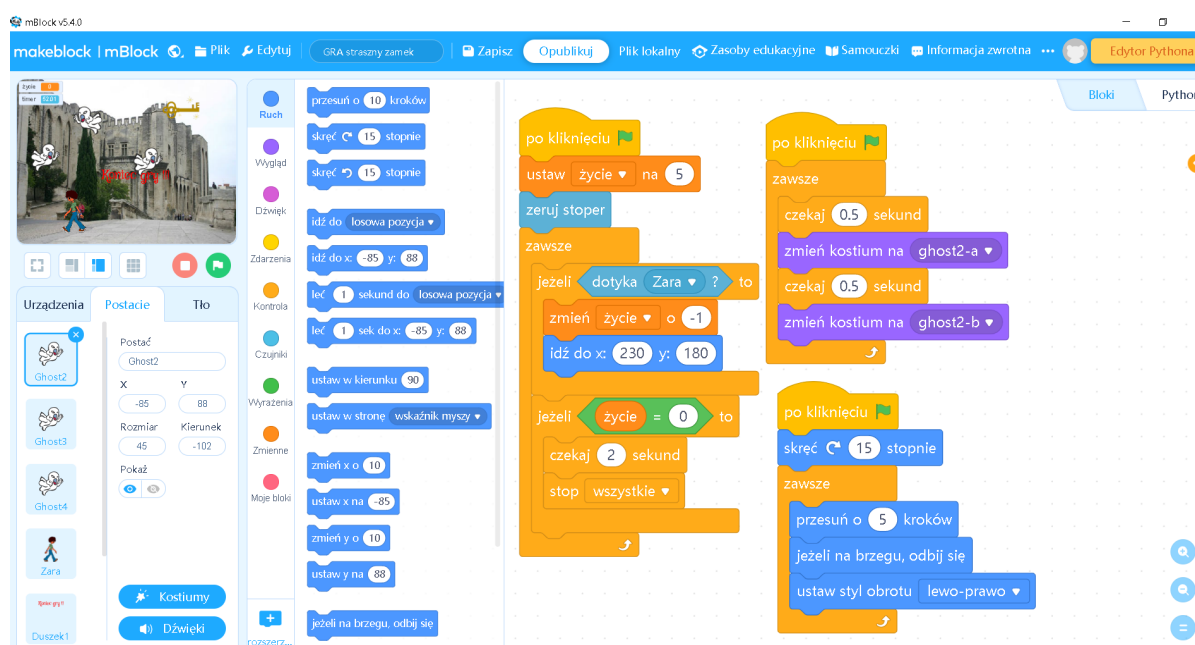 mBlock v5.4.0
makeblock | mBlock Plik Edytuj GRA straszny zamek Zapisz Opublikuj Plik lokalny Zasoby edukacyjne Samouczki Informacja zwrotna ••• Edytor Pythona
życie 0
timer
Koniec gry !!
Urządzenia Postacie Tło
Ghost2
Ghost3
Ghost4
Zara
Koniec gry !!
Duszek1
Postać
Ghost2
X Y
-85 88
Rozmiar Kierunek
45 -102
Pokaż
Kostiumy
Dźwięki
Ruch
Wygląd
Dźwięk
Zdarzenia
Kontrola
Czujniki
Wyrażenia
Zmienne
Moje bloki
+
rozszerz...
przesuń o 10 kroków
skręć 15 stopnie
skręć 15 stopnie
idź do losowa pozycja
idź do x: -85 y: 88
leć 1 sekund do losowa pozycja
leć 1 sek do x: -85 y: 88
ustaw w kierunku 90
ustaw w stronę wskaźnik myszy
zmień x o 10
ustaw x na -85
zmień y o 10
ustaw y na 88
jeżeli na brzegu, odbij się
po kliknięciu
ustaw życie na 5
zeruj stoper
zawsze
jeżeli dotyka Zara ? to
zmień życie o -1
idź do x: 230 y: 180
jeżeli życie = 0 to
czekaj 2 sekund
stop wszystkie
po kliknięciu
zawsze
czekaj 0.5 sekund
zmień kostium na ghost2-a
czekaj 0.5 sekund
zmień kostium na ghost2-b
po kliknięciu
skręć 15 stopnie
zawsze
przesuń o 5 kroków
jeżeli na brzegu, odbij się
ustaw styl obrotu lewo-prawo
Bloki